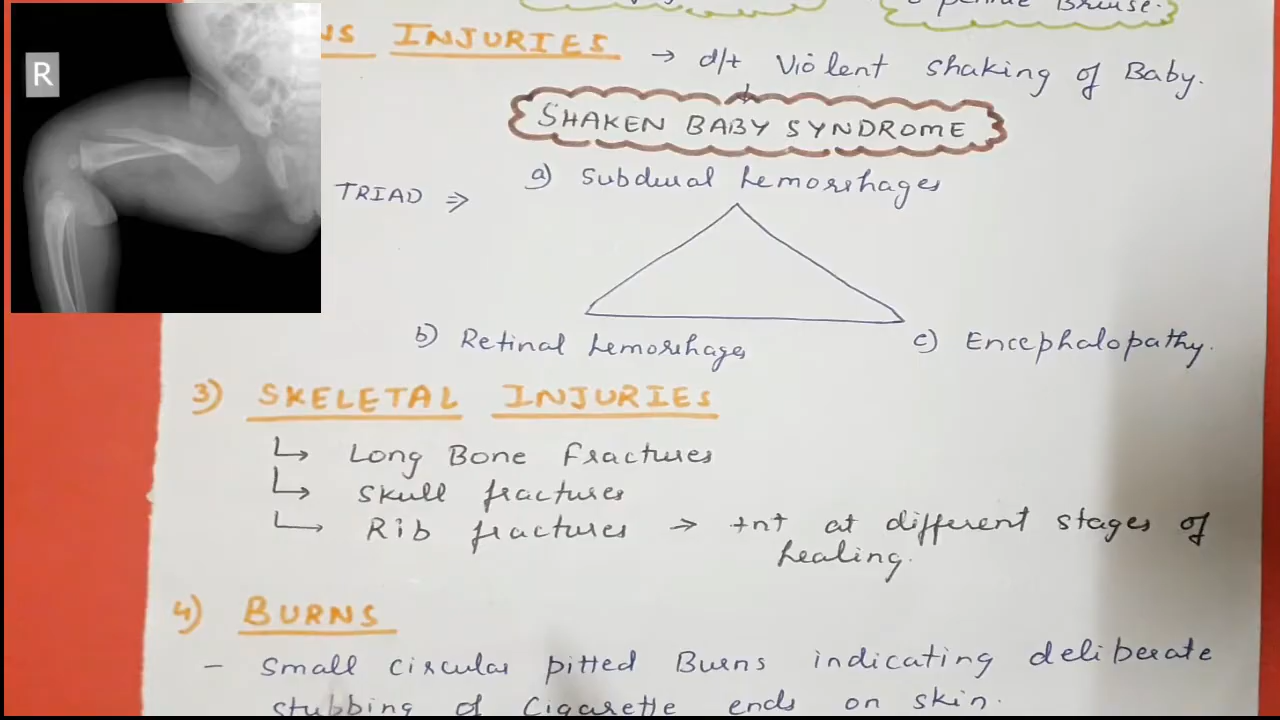 Bruise.
R
NS INJURIES → d/t Violent shaking of Baby.
SHAKEN BABY SYNDROME
TRIAD ⇒
a) Subdural hemorrhages
b) Retinal hemorrhages
c) Encephalopathy.
3) SKELETAL INJURIES
↳ Long Bone Fractures
↳ Skull fractures
↳ Rib fractures → +nt at different stages of
healing.
4) BURNS
- Small circular pitted Burns indicating deliberate
stubbing of Cigarette ends on skin.